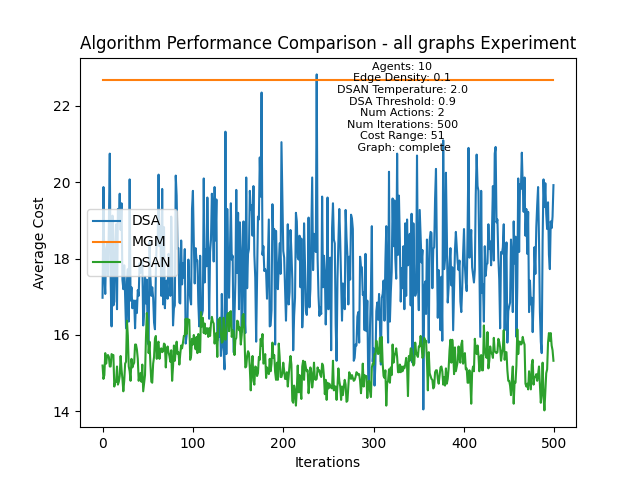 Algorithm Performance Comparison - all graphs Experiment
Agents: 10
Edge Density: 0.1
DSAN Temperature: 2.0
DSA Threshold: 0.9
Num Actions: 2
Num Iterations: 500
Cost Range: 51
Graph: complete
22
20
18
16
14
Average Cost
DSA
MGM
DSAN
0
100
200
300
400
500
Iterations